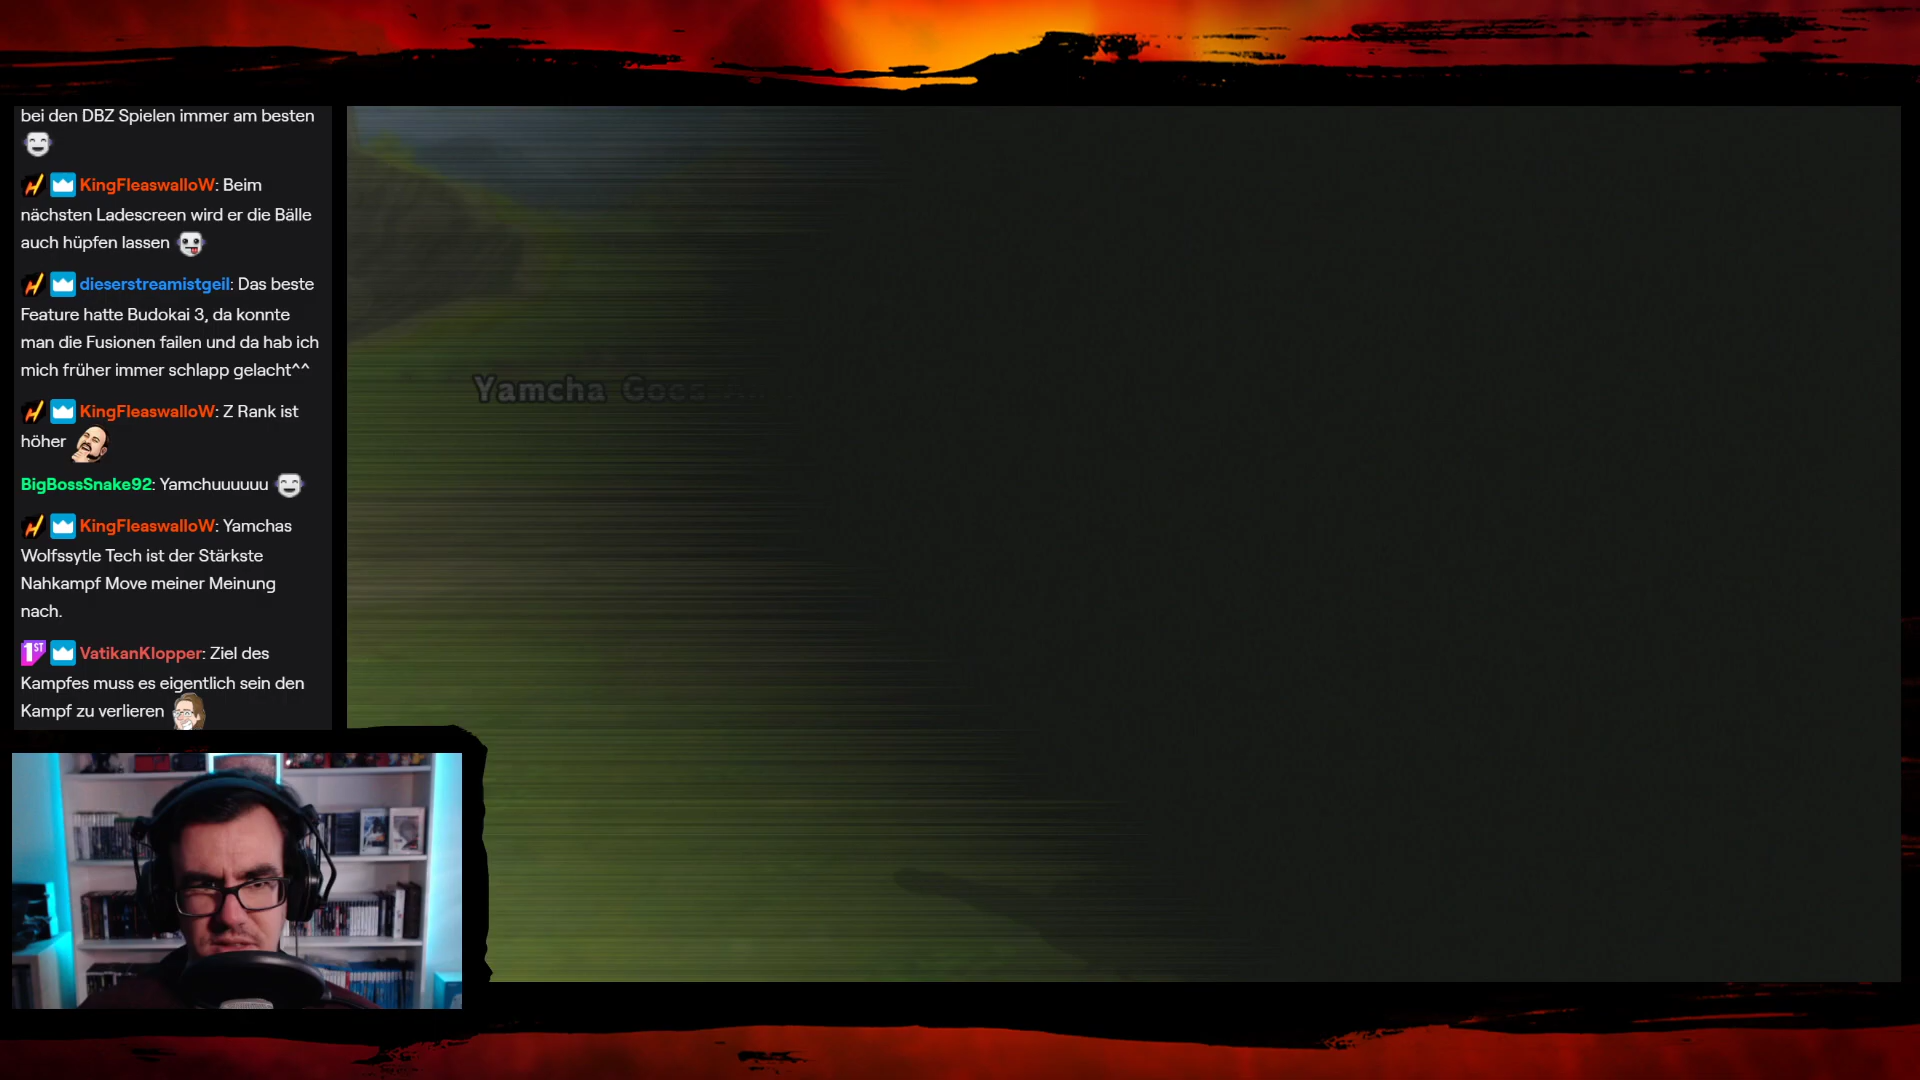 bei den DBZ Spielen immer am besten
KingFleaswalloW: Beim
nächsten Ladescreen wird er die Bälle
auch hüpfen lassen
dieserstreamistgeil: Das beste
Feature hatte Budokai 3, da konnte
man die Fusionen failen und da hab ich
mich früher immer schlapp gelacht^^
KingFleaswalloW: Z Rank ist
höher
BigBossSnake92: Yamchuuuuuu
KingFleaswalloW: Yamchas
Wolfssytle Tech ist der Stärkste
Nahkampf Move meiner Meinung
nach.
1ST VatikanKlopper: Ziel des
Kampfes muss es eigentlich sein den
Kampf zu verlieren
Yamcha Goes